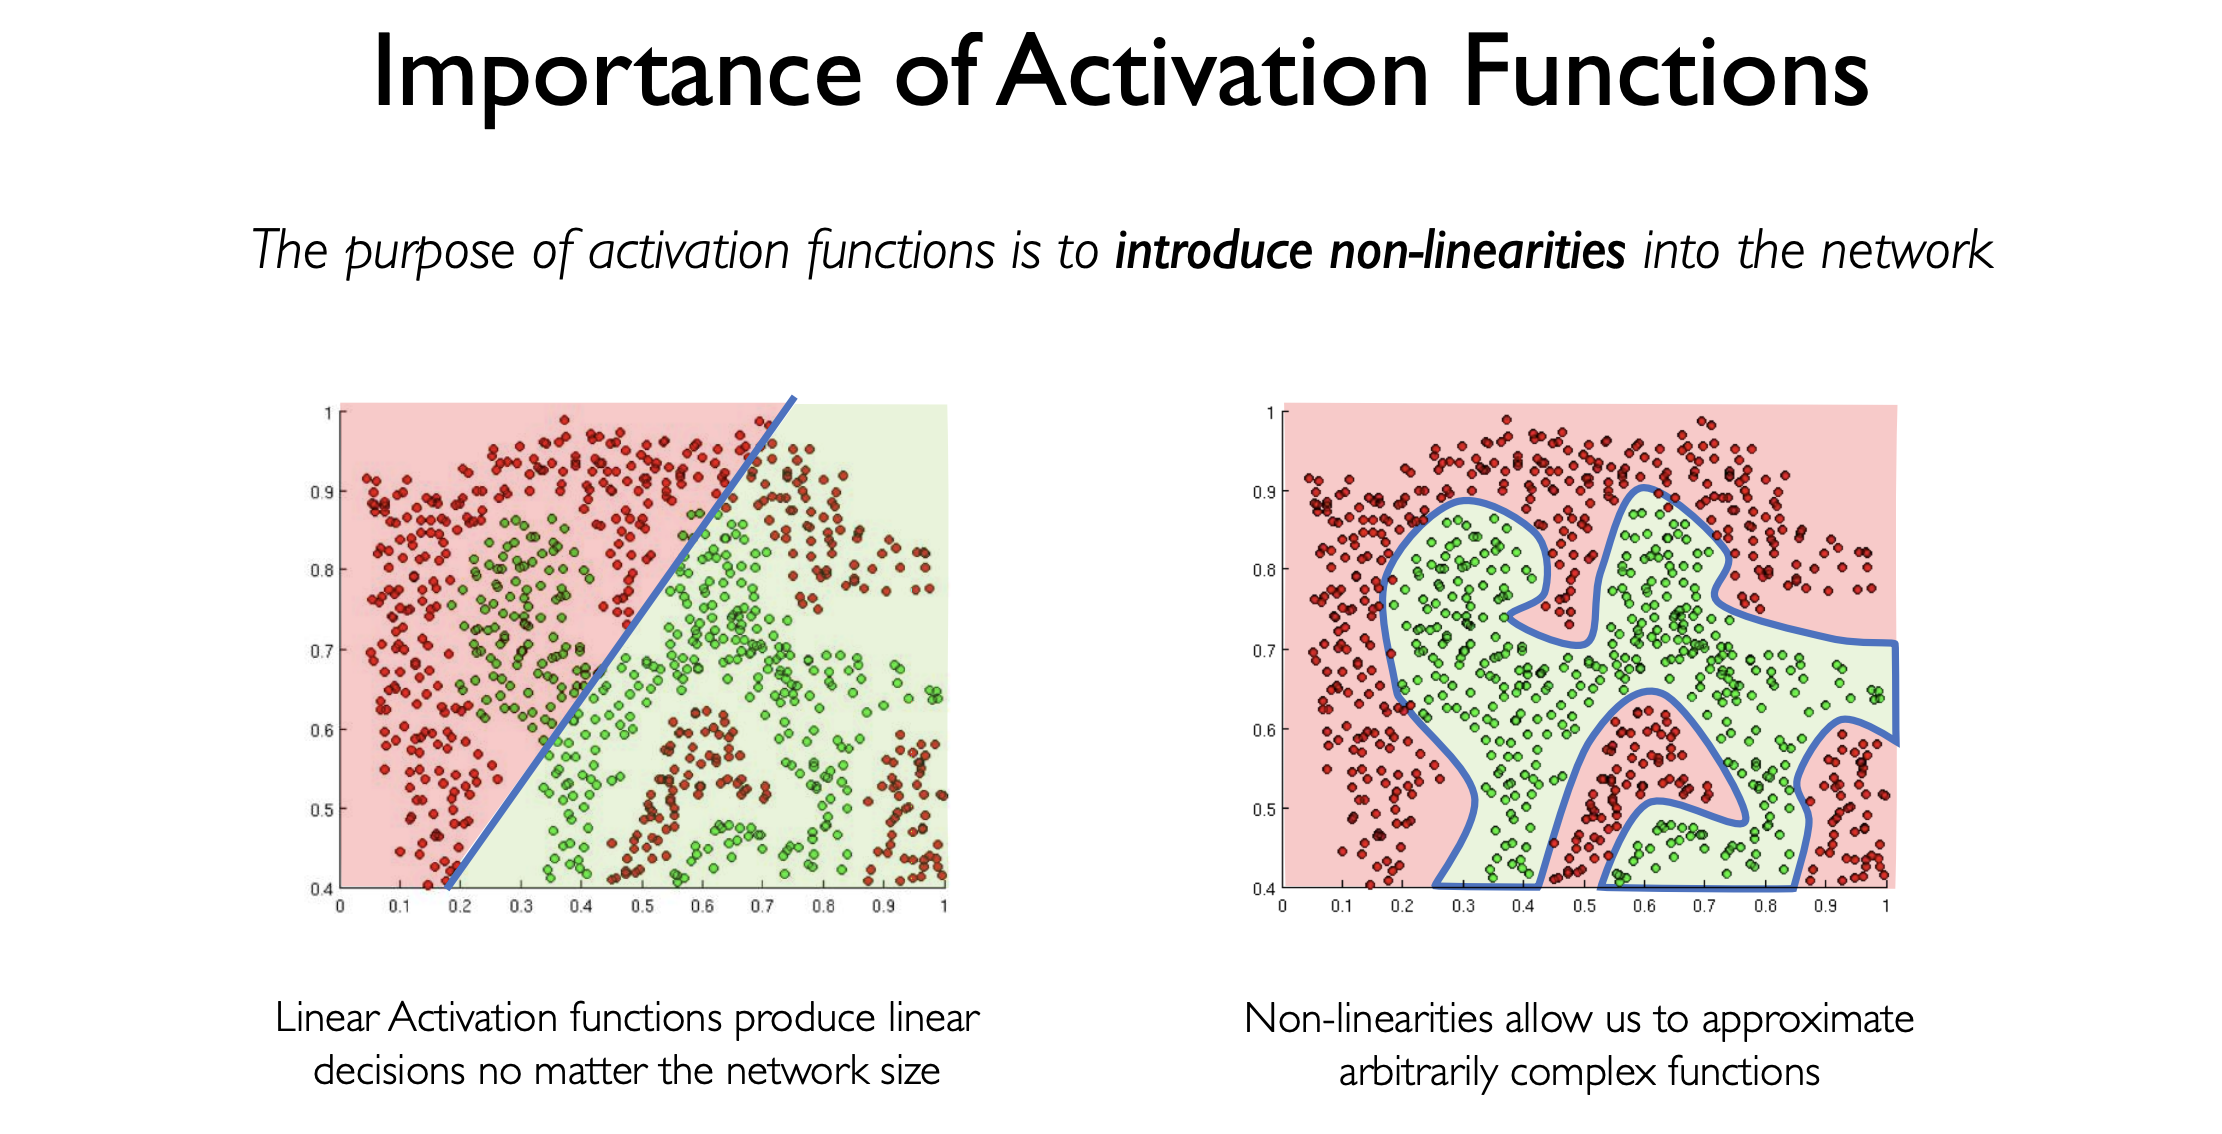 Importance of Activation Functions
The purpose of activation functions is to introduce non-linearities into the network
1
0.9
0.8
0.7
0.6
0.5
0.4
0 0.1 0.2 0.3 0.4 0.5 0.6 0.7 0.8 0.9 1
Linear Activation functions produce linear
decisions no matter the network size
1
0.9
0.8
0.7
0.6
0.5
0.4
0 0.1 0.2 0.3 0.4 0.5 0.6 0.7 0.8 0.9 1
Non-linearities allow us to approximate
arbitrarily complex functions